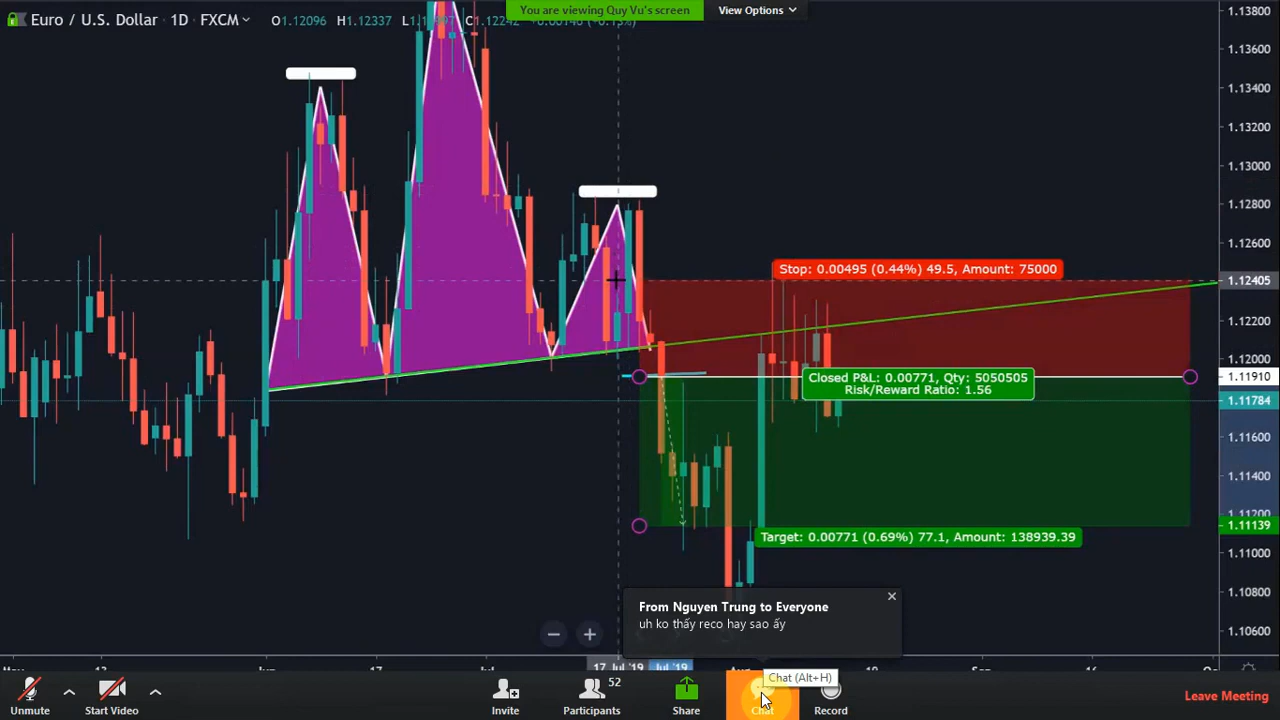 Euro / U.S. Dollar • 1D • FXCM
O1.12096 H1.12337
You are viewing Quy Vu's screen
View Options
1.13800
1.13600
1.13400
1.13200
1.13000
1.12800
1.12600
1.12405
1.12200
1.12000
1.11910
1.11784
1.11600
1.11400
1.11200
1.11139
1.11000
1.10800
1.10600
Stop: 0.00495 (0.44%) 49.5, Amount: 75000
Closed P&L: 0.00771, Qty: 5050505
Risk/Reward Ratio: 1.56
Target: 0.00771 (0.69%) 77.1, Amount: 138939.39
From Nguyen Trung to Everyone
uh ko thấy reco hay sao ấy
17 Jul '19
Chat (Alt+H)
52
Unmute
Start Video
Invite
Participants
Share
Chat
Record
Leave Meeting